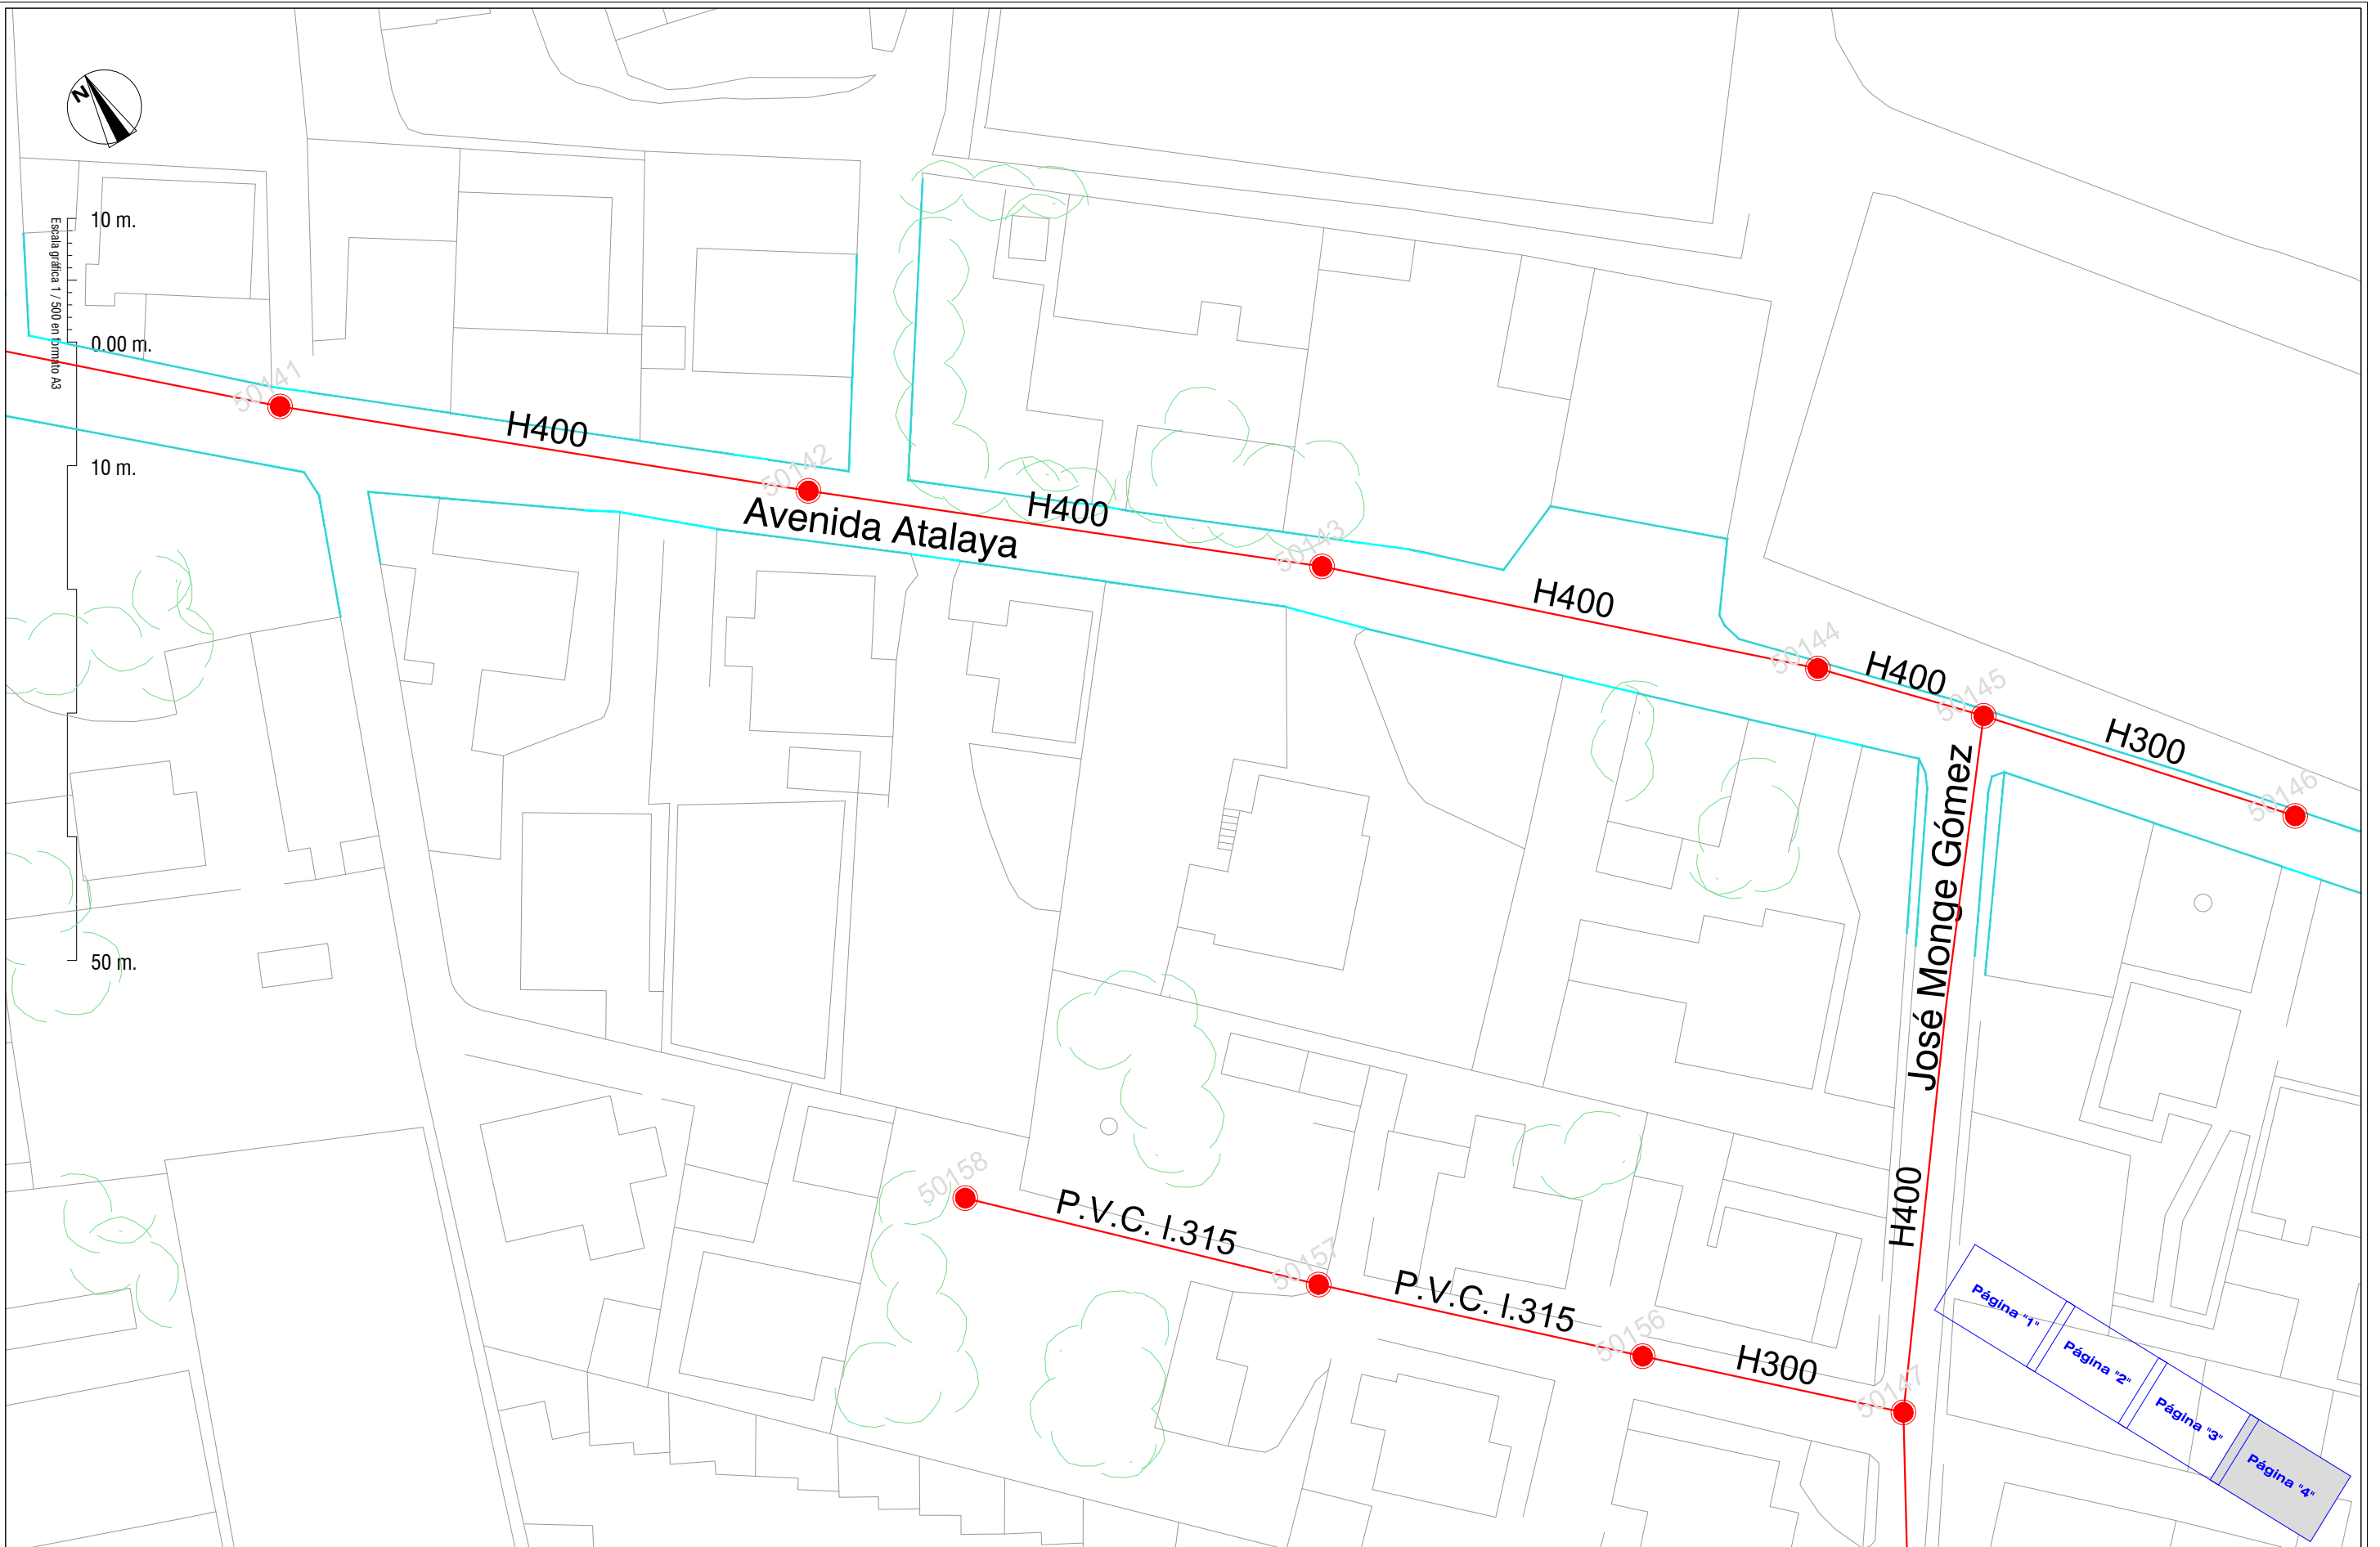 N
10 m.
0.00 m.
10 m.
50 m.
Escala gráfica 1 / 500 en formato A3
50141
H400
50142
H400
Avenida Atalaya
50143
H400
50144
H400
50145
H300
50146
José Monge Gómez
H400
50158
P.V.C. I.315
50157
P.V.C. I.315
50156
H300
50147
Página "1"
Página "2"
Página "3"
Página "4"